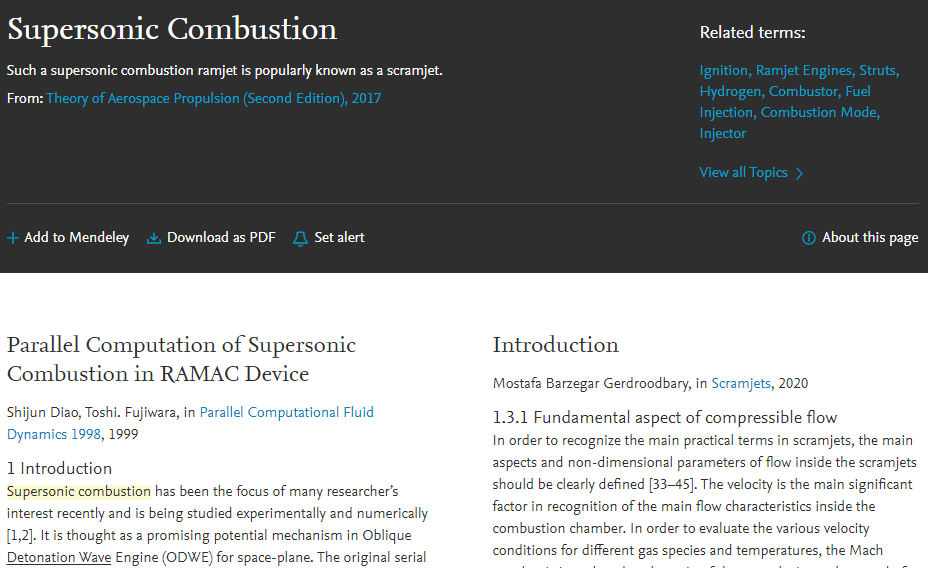 Supersonic Combustion
Such a supersonic combustion ramjet is popularly known as a scramjet.
From: Theory of Aerospace Propulsion (Second Edition), 2017
Related terms:
Ignition, Ramjet Engines, Struts,
Hydrogen, Combustor, Fuel
Injection, Combustion Mode,
Injector
View all Topics
Add to Mendeley
Download as PDF
Set alert
About this page
Parallel Computation of Supersonic
Combustion in RAMAC Device
Shijun Diao, Toshi. Fujiwara, in Parallel Computational Fluid
Dynamics 1998, 1999
1 Introduction
Supersonic combustion has been the focus of many researcher's
interest recently and is being studied experimentally and numerically
[1,2]. It is thought as a promising potential mechanism in Oblique
Detonation Wave Engine (ODWE) for space-plane. The original serial
Introduction
Mostafa Barzegar Gerdroodbary, in Scramjets, 2020
1.3.1 Fundamental aspect of compressible flow
In order to recognize the main practical terms in scramjets, the main
aspects and non-dimensional parameters of flow inside the scramjets
should be clearly defined [33–45]. The velocity is the main significant
factor in recognition of the main flow characteristics inside the
combustion chamber. In order to evaluate the various velocity
conditions for different gas species and temperatures, the Mach